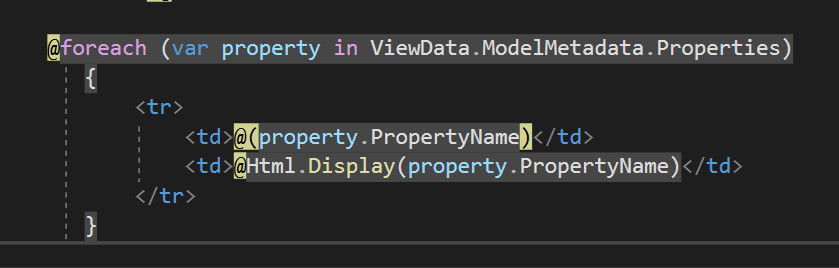 @foreach (var property in ViewData.ModelMetadata.Properties)
{
<tr>
<td>@(property.PropertyName)</td>
<td>@Html.Display(property.PropertyName)</td>
</tr>
}